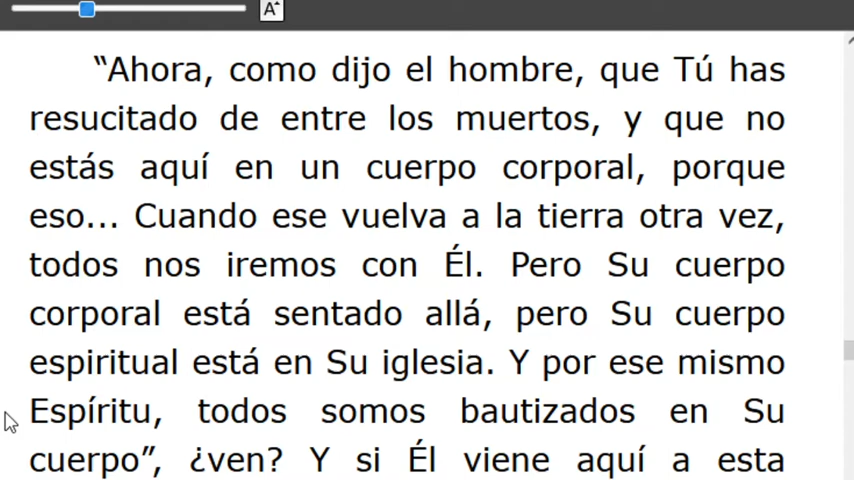 A
“Ahora, como dijo el hombre, que Tú has
resucitado de entre los muertos, y que no
estás aquí en un cuerpo corporal, porque
eso... Cuando ese vuelva a la tierra otra vez,
todos nos iremos con Él. Pero Su cuerpo
corporal está sentado allá, pero Su cuerpo
espiritual está en Su iglesia. Y por ese mismo
Espíritu, todos somos bautizados en Su
cuerpo”, ¿ven? Y si Él viene aquí a esta